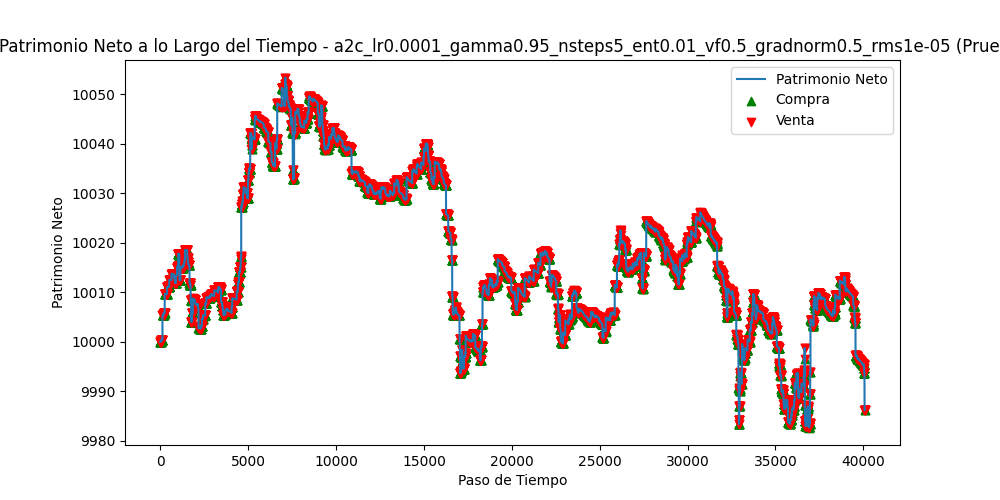 Patrimonio Neto a lo Largo del Tiempo - a2c_lr0.0001_gamma0.95_nsteps5_ent0.01_vf0.5_gradnorm0.5_rms1e-05 (Prue
Patrimonio Neto
Compra
Venta
Patrimonio Neto
10050
10040
10030
10020
10010
10000
9990
9980
0 5000 10000 15000 20000 25000 30000 35000 40000
Paso de Tiempo